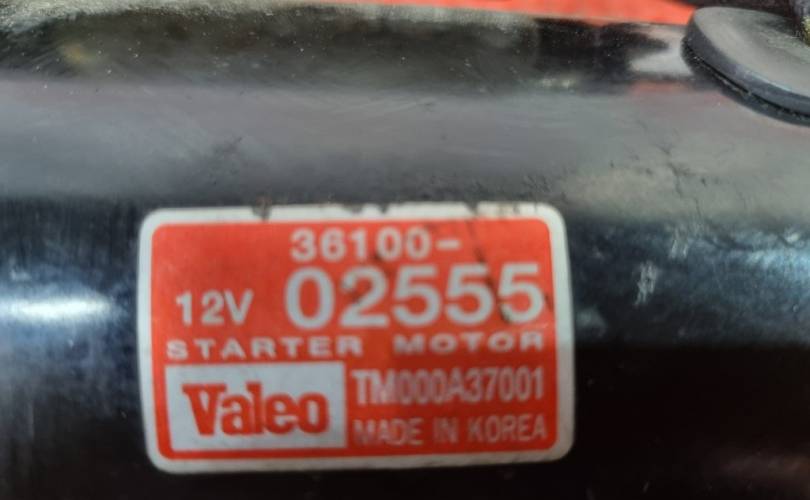 36100-
12V 02555
STARTER MOTOR
Valeo TM000A37001
MADE IN KOREA